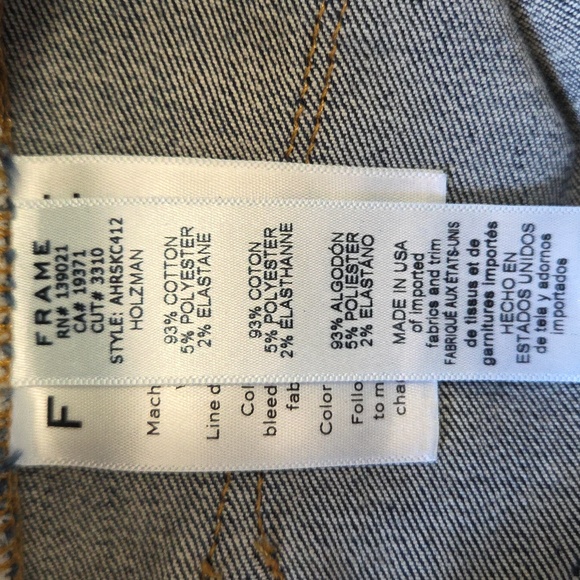 FRAME
RN# 139021
CA# 19371
CUT# 3310
STYLE: AHRSKC412
HOLZMAN
93% COTTON
5% POLYESTER
2% ELASTANE
93% COTON
5% POLYESTER
2% ELASTHANNE
93% ALGODON
5% POLIESTER
2% ELASTANO
MADE IN USA
of imported
fabrics and trim
FABRIQUÉ AUX ÉTATS-UNIS
de tissus et de
garnitures importés
HECHO EN
ESTADOS UNIDOS
de tela y adornos
importados
F
Mach
Line d
Col
bleed
fab
Color
Follo
to m
cha